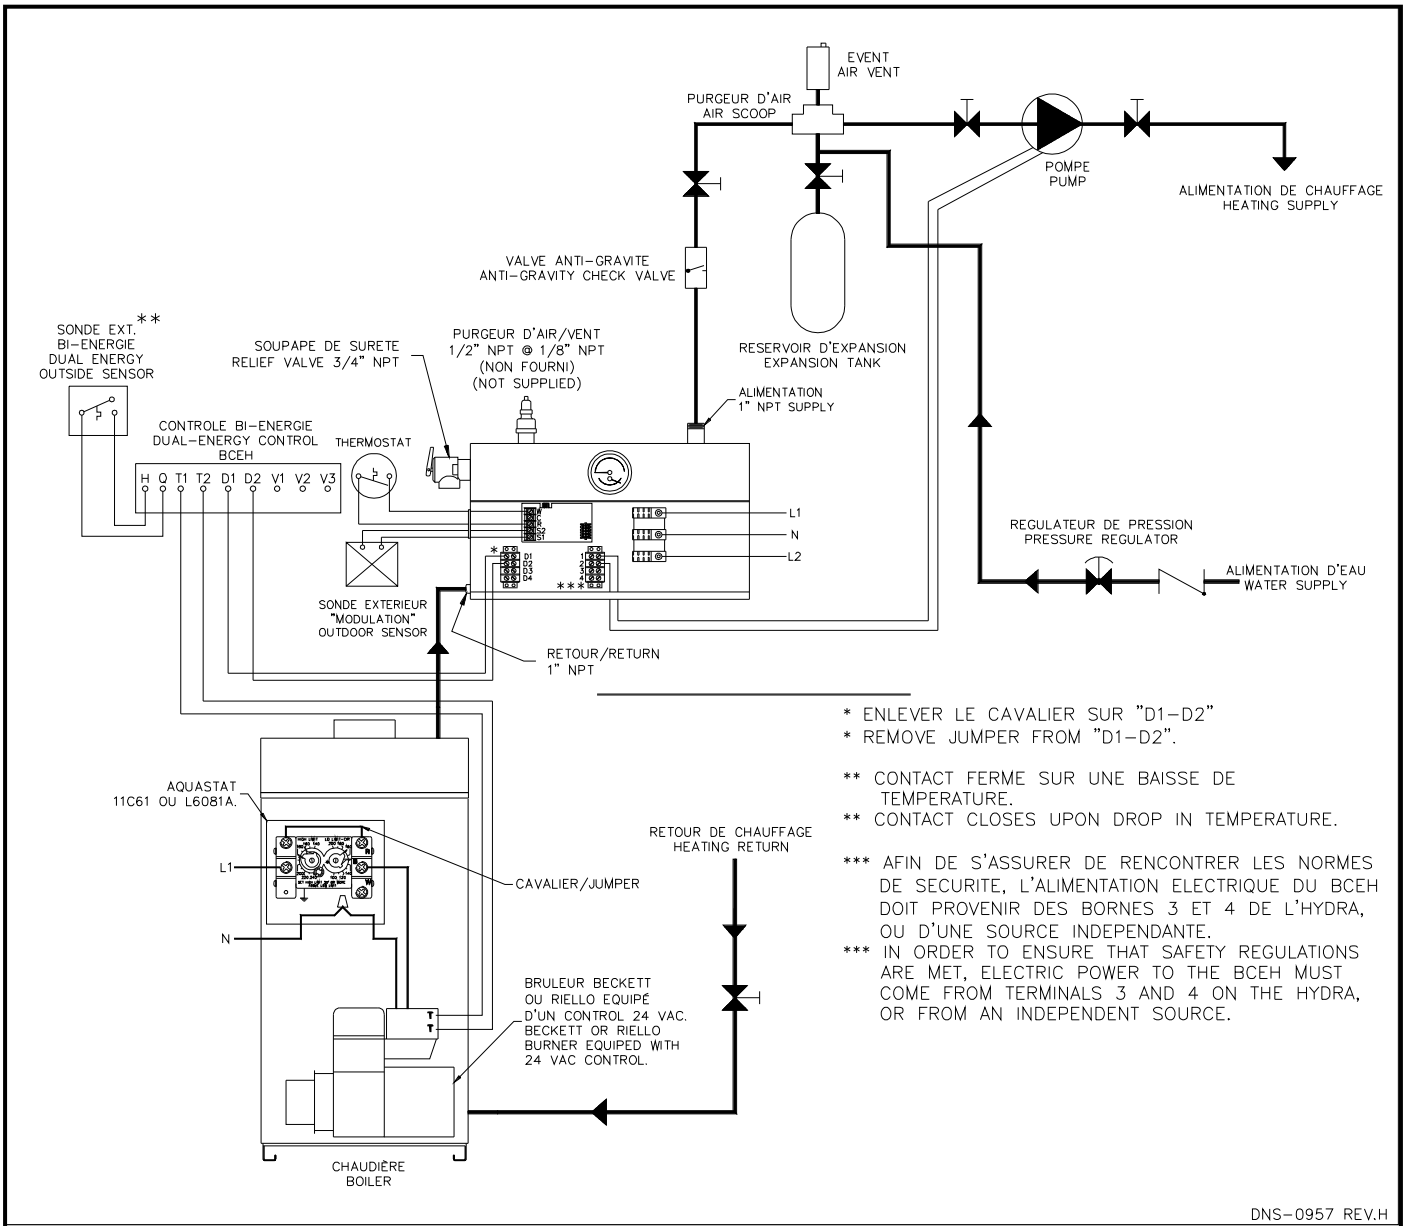 EVENT
AIR VENT
PURGEUR D'AIR
AIR SCOOP
POMPE
PUMP
ALIMENTATION DE CHAUFFAGE
HEATING SUPPLY
VALVE ANTI-GRAVITE
ANTI-GRAVITY CHECK VALVE
RESERVOIR D'EXPANSION
EXPANSION TANK
SONDE EXT. **
BI-ENERGIE
DUAL ENERGY
OUTSIDE SENSOR
SOUPAPE DE SURETE
RELIEF VALVE 3/4" NPT
PURGEUR D'AIR/VENT
1/2" NPT @ 1/8" NPT
(NON FOURNI)
(NOT SUPPLIED)
ALIMENTATION
1" NPT SUPPLY
CONTROLE BI-ENERGIE
DUAL-ENERGY CONTROL
BCEH
THERMOSTAT
H Q T1 T2 D1 D2 V1 V2 V3
S2
S1
L1
N
L2
*
D1
D2
D3
D4
1
2
3
4
***
REGULATEUR DE PRESSION
PRESSURE REGULATOR
ALIMENTATION D'EAU
WATER SUPPLY
SONDE EXTERIEUR
"MODULATION"
OUTDOOR SENSOR
RETOUR/RETURN
1" NPT
* ENLEVER LE CAVALIER SUR "D1-D2"
* REMOVE JUMPER FROM "D1-D2".
** CONTACT FERME SUR UNE BAISSE DE
TEMPERATURE.
** CONTACT CLOSES UPON DROP IN TEMPERATURE.
*** AFIN DE S'ASSURER DE RENCONTRER LES NORMES
DE SECURITE, L'ALIMENTATION ELECTRIQUE DU BCEH
DOIT PROVENIR DES BORNES 3 ET 4 DE L'HYDRA,
OU D'UNE SOURCE INDEPENDANTE.
*** IN ORDER TO ENSURE THAT SAFETY REGULATIONS
ARE MET, ELECTRIC POWER TO THE BCEH MUST
COME FROM TERMINALS 3 AND 4 ON THE HYDRA,
OR FROM AN INDEPENDENT SOURCE.
AQUASTAT
11C61 OU L6081A.
L1
R
B
W
CAVALIER/JUMPER
N
RETOUR DE CHAUFFAGE
HEATING RETURN
BRULEUR BECKETT
OU RIELLO EQUIPÉ
D'UN CONTROL 24 VAC.
BECKETT OR RIELLO
BURNER EQUIPED WITH
24 VAC CONTROL.
T
T
CHAUDIÈRE
BOILER
DNS-0957 REV.H